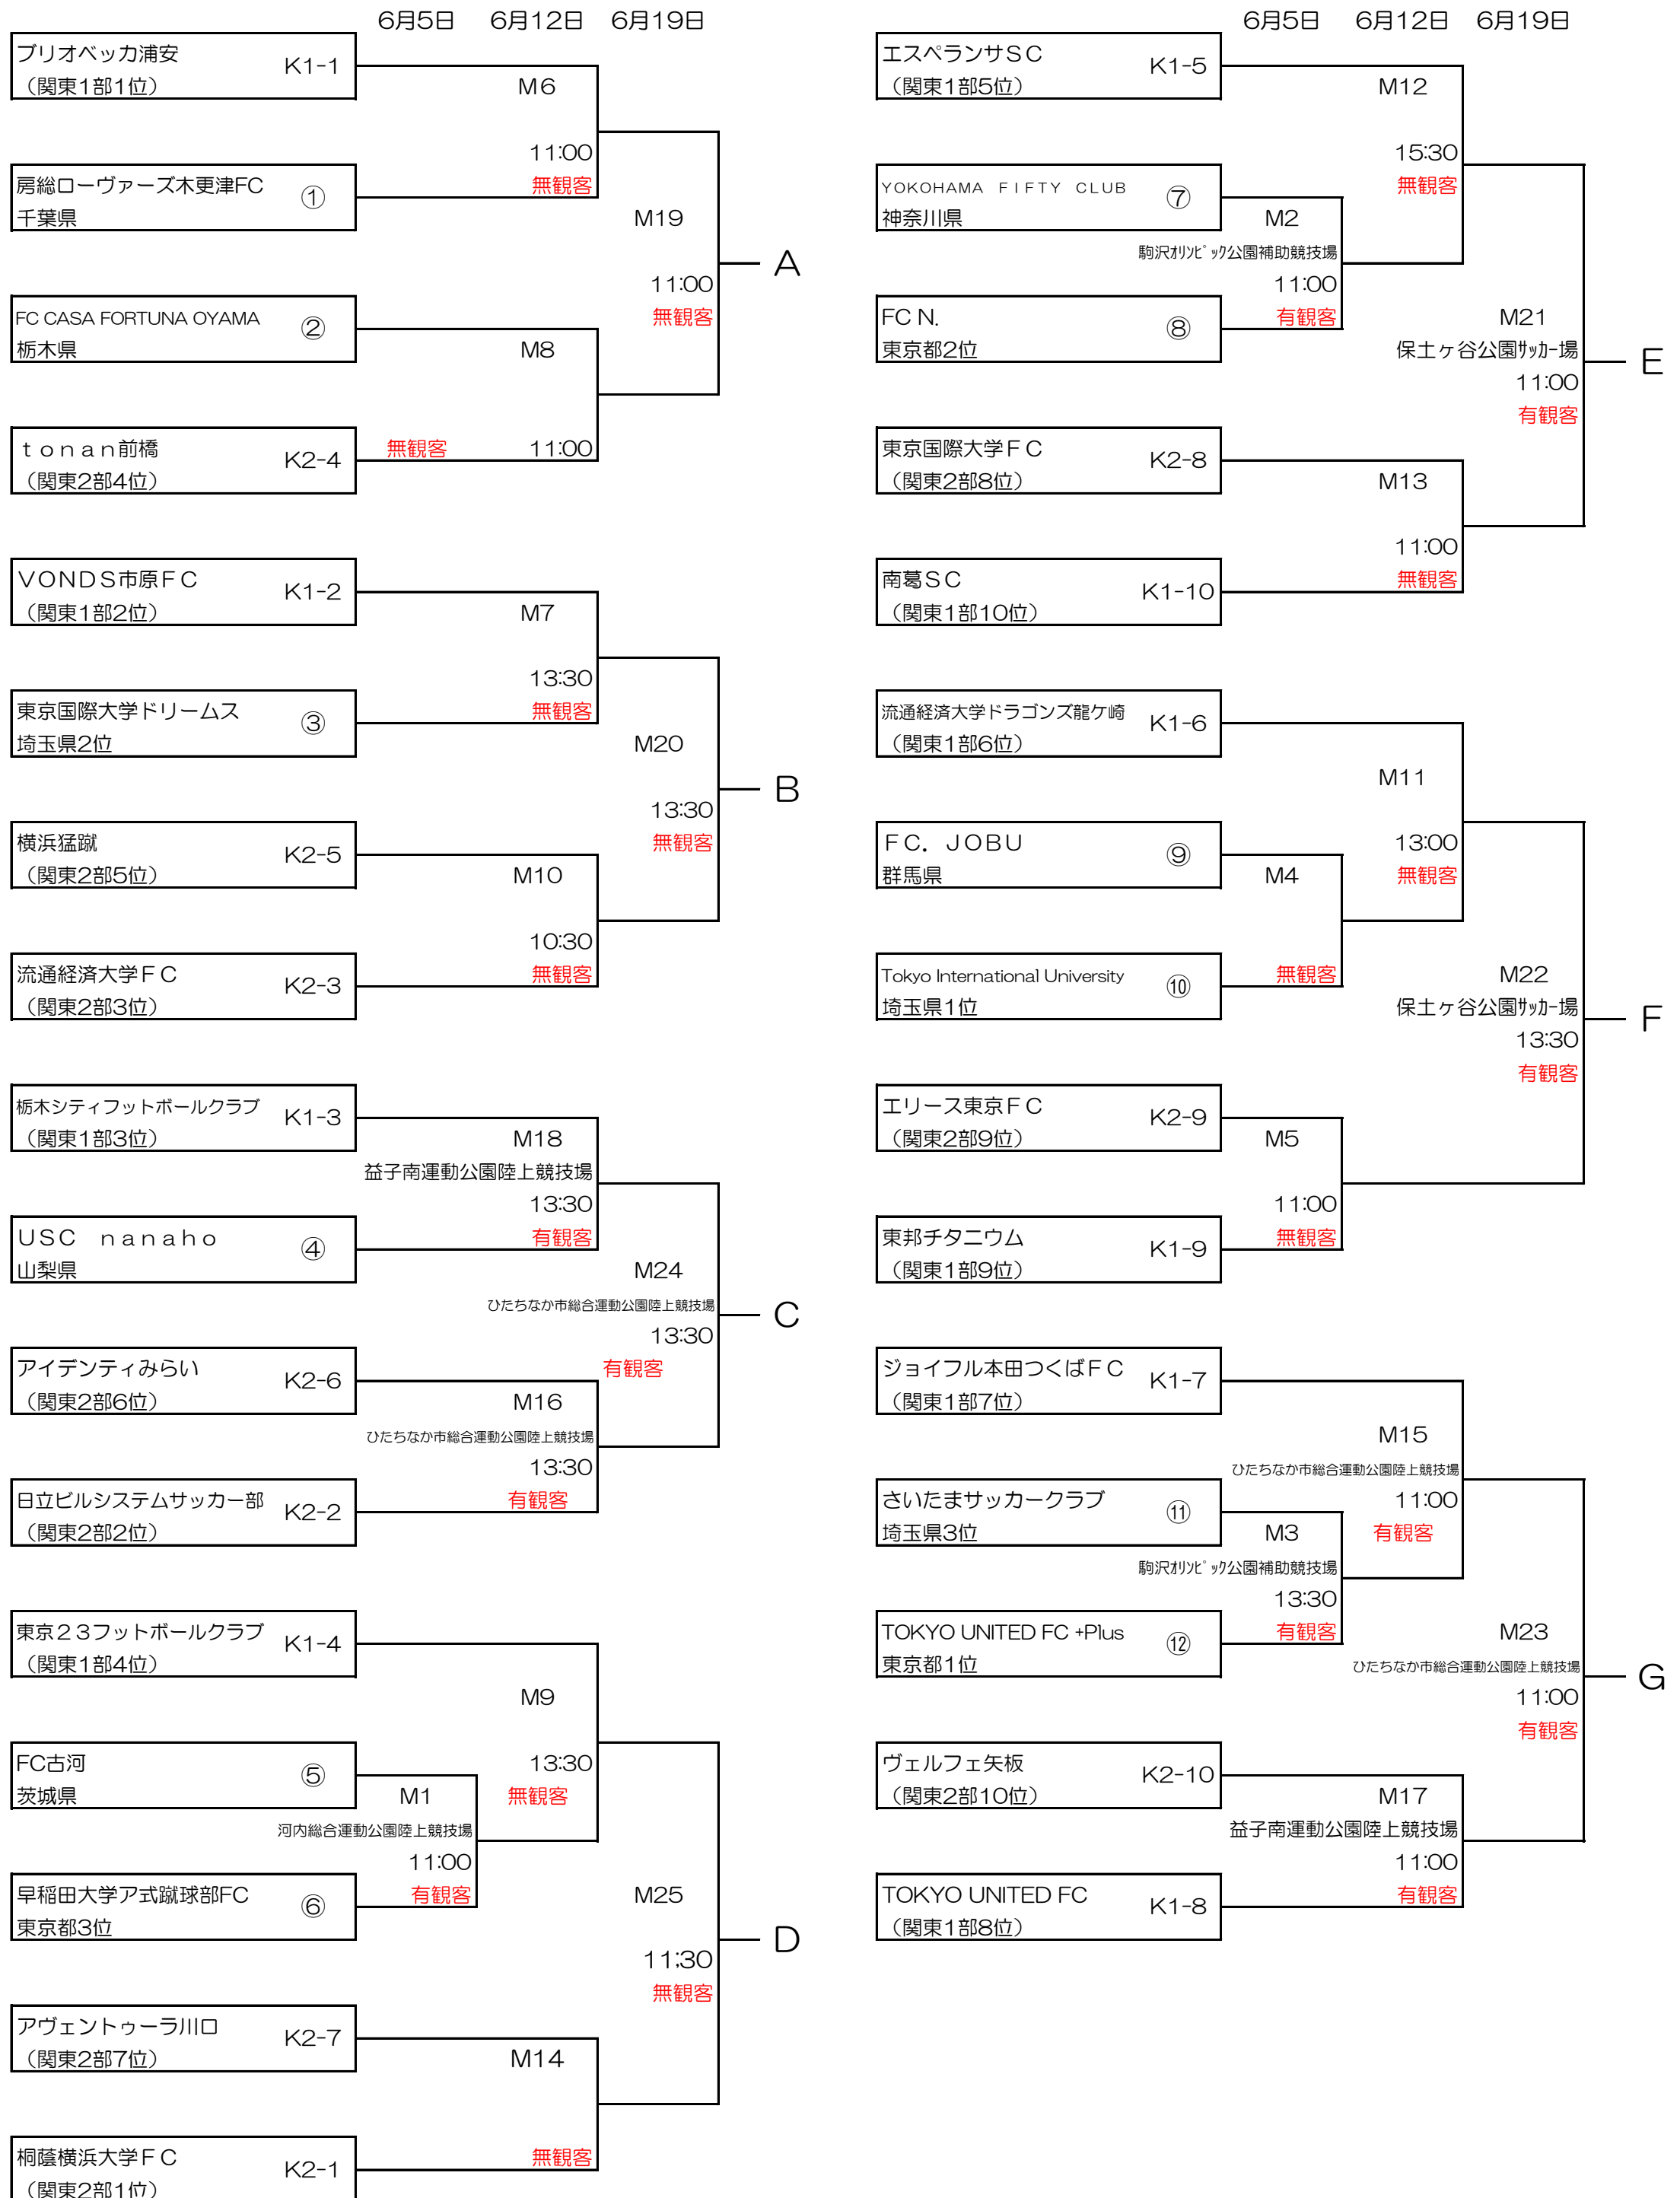 6月5日 6月12日 6月19日
ブリオベッカ浦安
（関東1部1位）
K1-1
M6
11:00
無観客
房総ローヴァーズ木更津FC
千葉県
①
M19
11:00
無観客
A
FC CASA FORTUNA OYAMA
栃木県
②
M8
11:00
無観客
ｔｏｎａｎ前橋
（関東2部4位）
K2-4
ＶＯＮＤＳ市原ＦＣ
（関東1部2位）
K1-2
M7
13:30
無観客
東京国際大学ドリームス
埼玉県2位
③
M20
13:30
無観客
B
横浜猛蹴
（関東2部5位）
K2-5
M10
10:30
無観客
流通経済大学ＦＣ
（関東2部3位）
K2-3
栃木シティフットボールクラブ
（関東1部3位）
K1-3
M18
益子南運動公園陸上競技場
13:30
有観客
ＵＳＣ　ｎａｎａｈｏ
山梨県
④
M24
ひたちなか市総合運動公園陸上競技場
13:30
有観客
C
アイデンティみらい
（関東2部6位）
K2-6
M16
ひたちなか市総合運動公園陸上競技場
13:30
有観客
日立ビルシステムサッカー部
（関東2部2位）
K2-2
東京２３フットボールクラブ
（関東1部4位）
K1-4
M9
13:30
無観客
FC古河
茨城県
⑤
M1
河内総合運動公園陸上競技場
11:00
有観客
早稲田大学ア式蹴球部FC
東京都3位
⑥
M25
11;30
無観客
D
アヴェントゥーラ川口
（関東2部7位）
K2-7
M14
無観客
桐蔭横浜大学ＦＣ
（関東2部1位）
K2-1
6月5日 6月12日 6月19日
エスペランサＳＣ
（関東1部5位）
K1-5
M12
15:30
無観客
ＹＯＫＯＨＡＭＡ　ＦＩＦＴＹ　ＣＬＵＢ
神奈川県
⑦
M2
駒沢ｵﾘﾝﾋﾟｯｸ公園補助競技場
11:00
有観客
FC N.
東京都2位
⑧
M21
保土ヶ谷公園ｻｯｶｰ場
11:00
有観客
E
東京国際大学ＦＣ
（関東2部8位）
K2-8
M13
11:00
無観客
南葛ＳＣ
（関東1部10位）
K1-10
流通経済大学ドラゴンズ龍ケ崎
（関東1部6位）
K1-6
M11
13:00
無観客
ＦＣ．ＪＯＢＵ
群馬県
⑨
M4
無観客
Tokyo International University
埼玉県1位
⑩
M22
保土ヶ谷公園ｻｯｶｰ場
13:30
有観客
F
エリース東京ＦＣ
（関東2部9位）
K2-9
M5
11:00
無観客
東邦チタニウム
（関東1部9位）
K1-9
ジョイフル本田つくばＦＣ
（関東1部7位）
K1-7
M15
ひたちなか市総合運動公園陸上競技場
11:00
有観客
さいたまサッカークラブ
埼玉県3位
⑪
M3
駒沢ｵﾘﾝﾋﾟｯｸ公園補助競技場
13:30
有観客
TOKYO UNITED FC +Plus
東京都1位
⑫
M23
ひたちなか市総合運動公園陸上競技場
11:00
有観客
G
ヴェルフェ矢板
（関東2部10位）
K2-10
M17
益子南運動公園陸上競技場
11:00
有観客
TOKYO UNITED FC
（関東1部8位）
K1-8